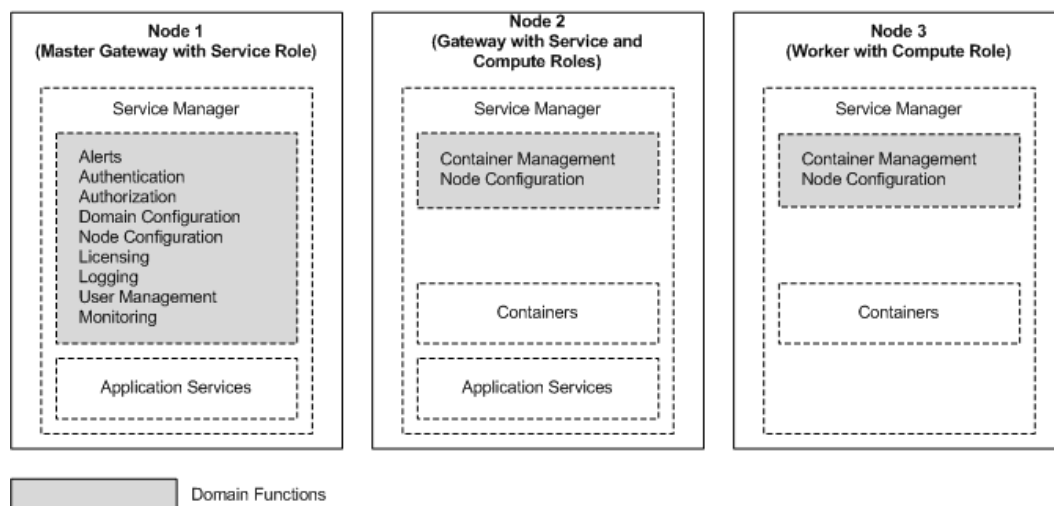 Node 1
(Master Gateway with Service Role)
Service Manager
Alerts
Authentication
Authorization
Domain Configuration
Node Configuration
Licensing
Logging
User Management
Monitoring
Application Services
Node 2
(Gateway with Service and
Compute Roles)
Service Manager
Container Management
Node Configuration
Containers
Application Services
Node 3
(Worker with Compute Role)
Service Manager
Container Management
Node Configuration
Containers
Domain Functions